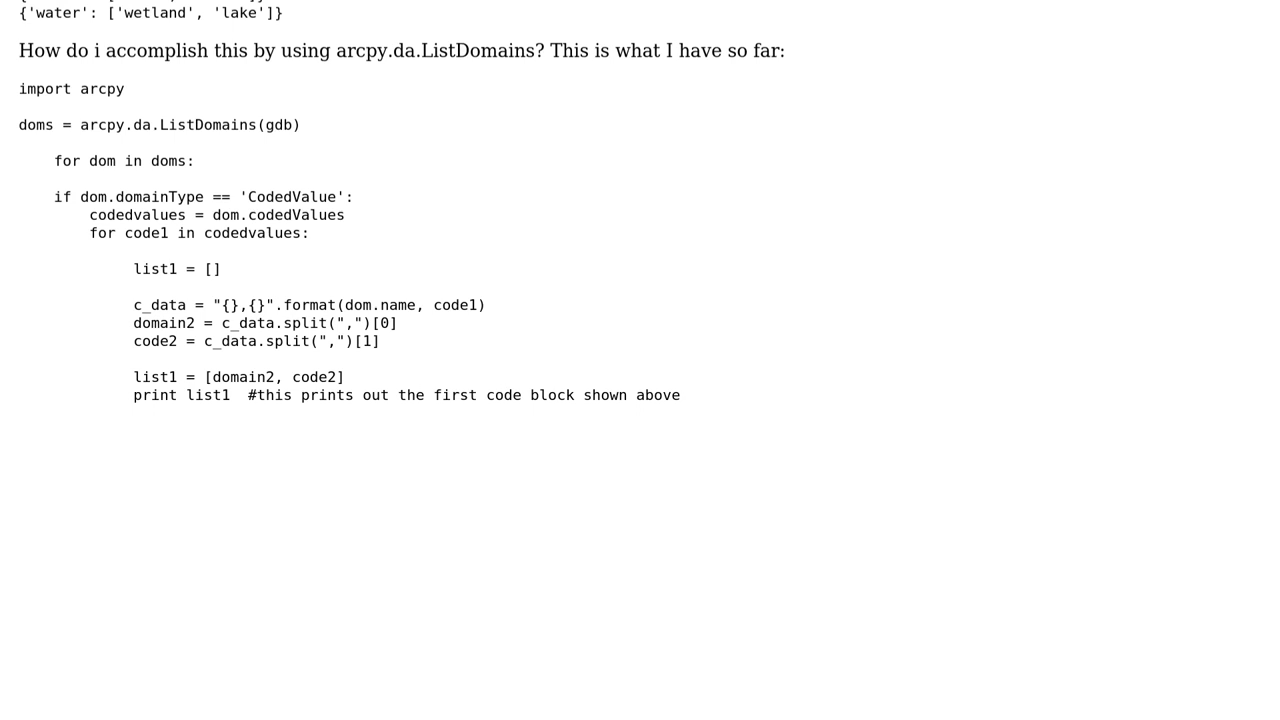 {'water': ['wetland', 'lake']}
How do i accomplish this by using arcpy.da.ListDomains? This is what I have so far:
import arcpy
doms = arcpy.da.ListDomains(gdb)
for dom in doms:
if dom.domainType == 'CodedValue':
codedvalues = dom.codedValues
for code1 in codedvalues:
list1 = []
c_data = "{},{}".format(dom.name, code1)
domain2 = c_data.split(",")[0]
code2 = c_data.split(",")[1]
list1 = [domain2, code2]
print list1  #this prints out the first code block shown above